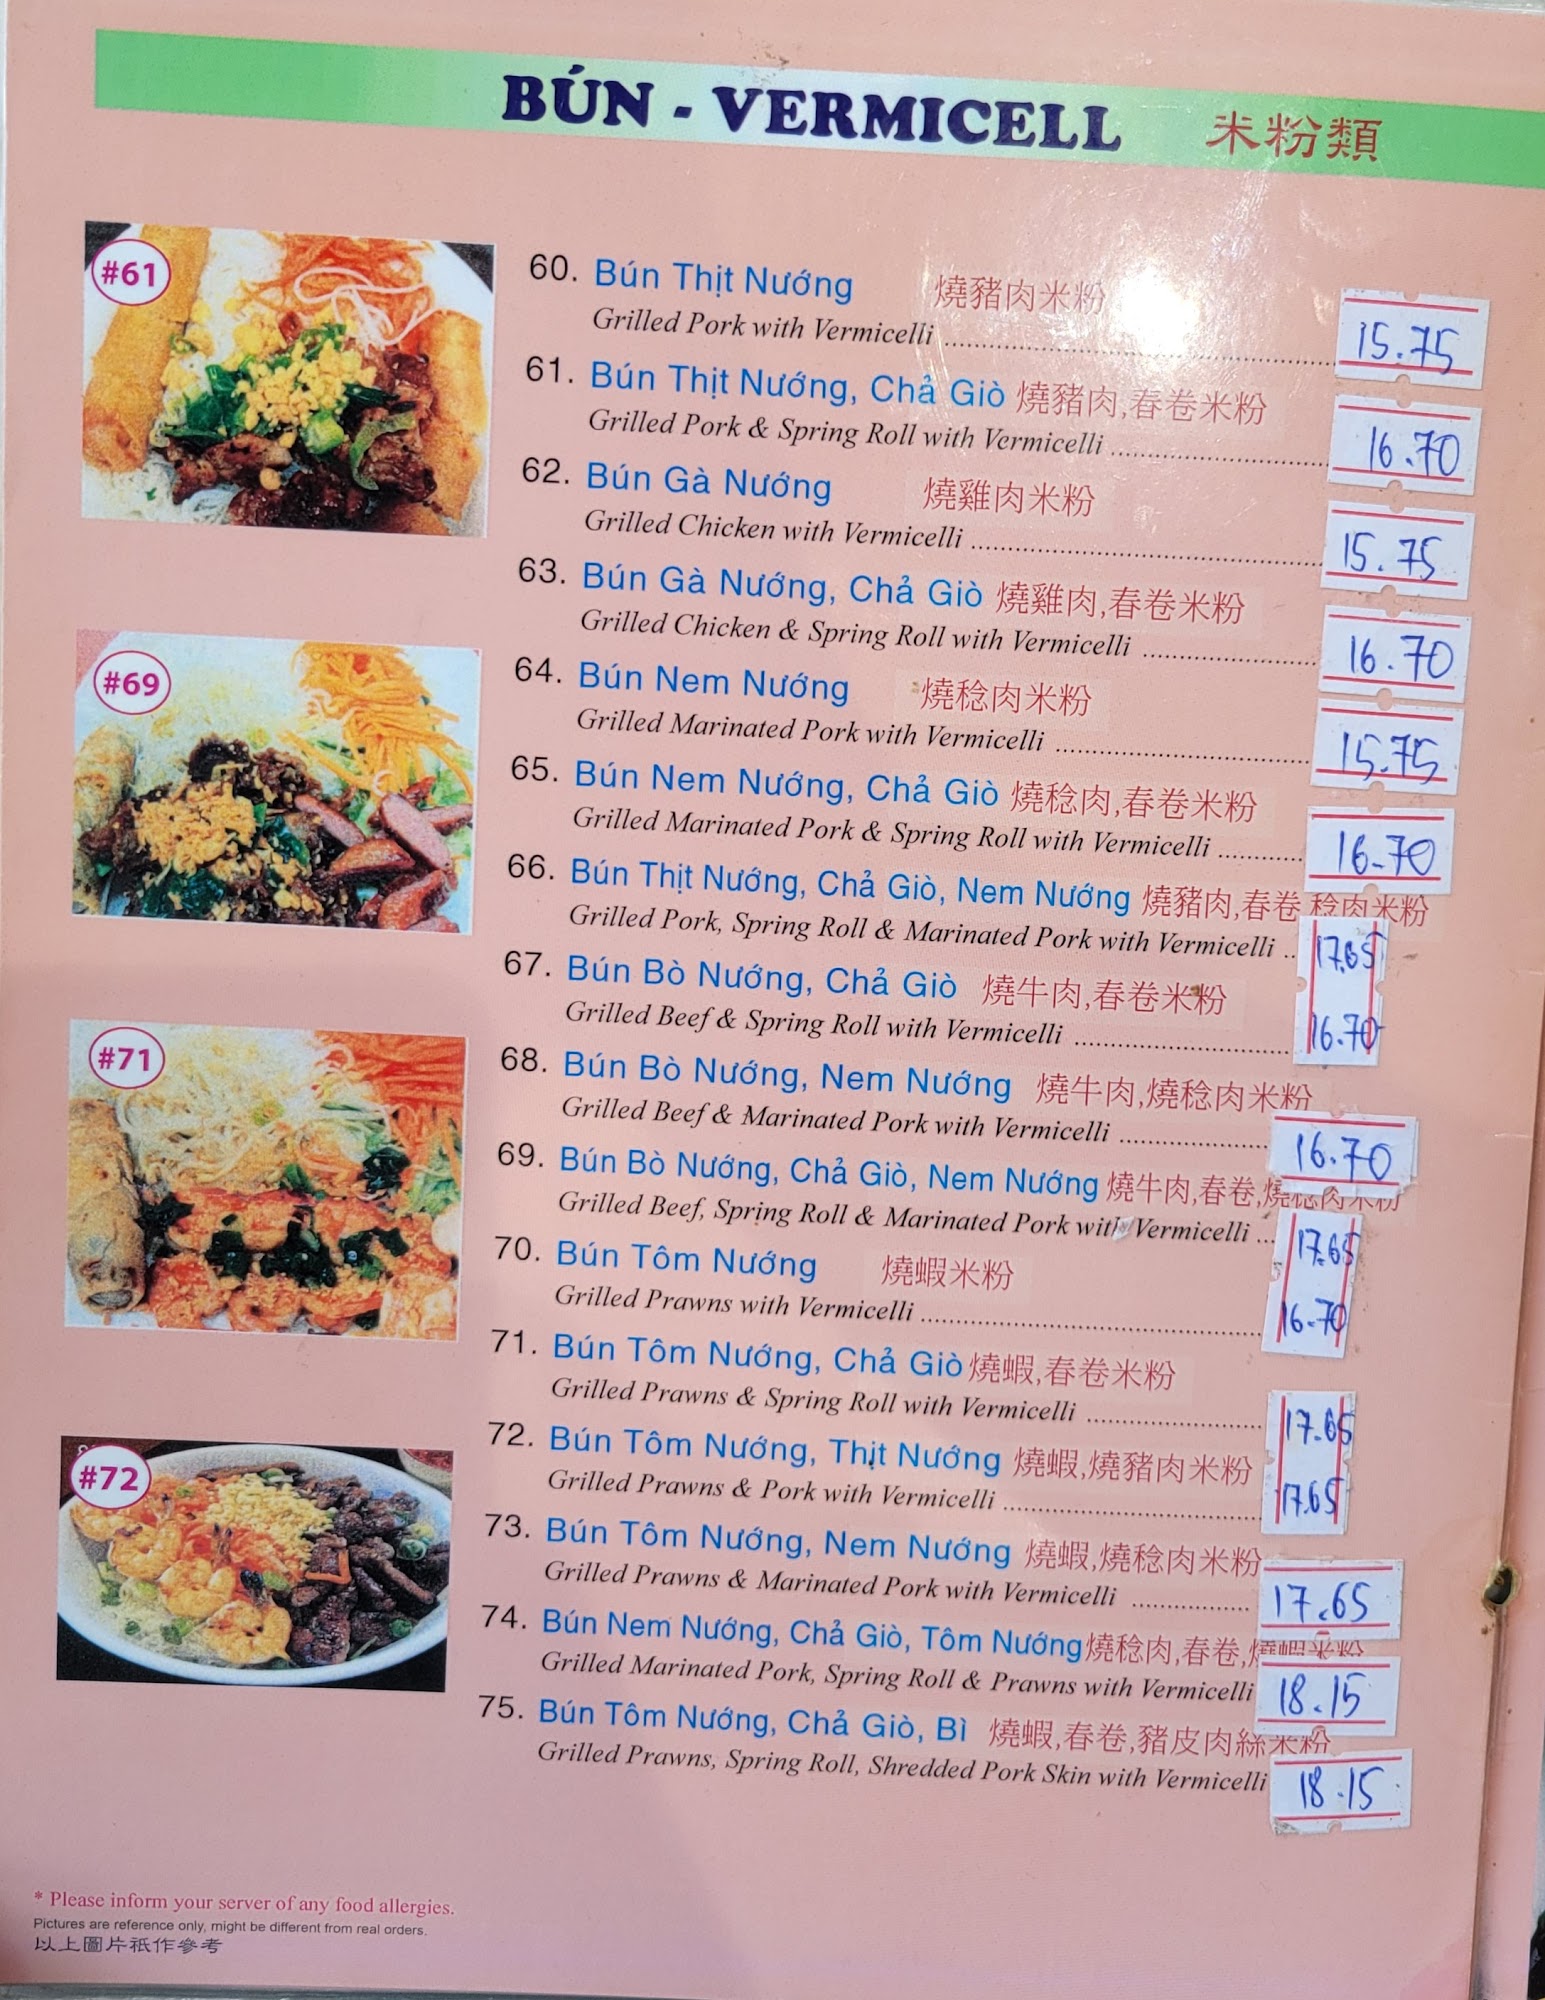 BÚN - VERMICELL 米粉類
#61
60. Bún Thịt Nướng 燒豬肉米粉
Grilled Pork with Vermicelli 15.75
61. Bún Thịt Nướng, Chả Giò 燒豬肉,春卷米粉
Grilled Pork & Spring Roll with Vermicelli 16.70
62. Bún Gà Nướng 燒雞肉米粉
Grilled Chicken with Vermicelli 15.75
63. Bún Gà Nướng, Chả Giò 燒雞肉,春卷米粉
Grilled Chicken & Spring Roll with Vermicelli 16.70
#69
64. Bún Nem Nướng 燒稔肉米粉
Grilled Marinated Pork with Vermicelli 15.75
65. Bún Nem Nướng, Chả Giò 燒稔肉,春卷米粉
Grilled Marinated Pork & Spring Roll with Vermicelli 16.70
66. Bún Thịt Nướng, Chả Giò, Nem Nướng 燒豬肉,春卷,稔肉米粉
Grilled Pork, Spring Roll & Marinated Pork with Vermicelli 17.65
67. Bún Bò Nướng, Chả Giò 燒牛肉,春卷米粉
Grilled Beef & Spring Roll with Vermicelli 16.70
#71
68. Bún Bò Nướng, Nem Nướng 燒牛肉,燒稔肉米粉
Grilled Beef & Marinated Pork with Vermicelli 16.70
69. Bún Bò Nướng, Chả Giò, Nem Nướng 燒牛肉,春卷,燒稔肉米粉
Grilled Beef, Spring Roll & Marinated Pork with Vermicelli 17.65
70. Bún Tôm Nướng 燒蝦米粉
Grilled Prawns with Vermicelli 16.70
71. Bún Tôm Nướng, Chả Giò 燒蝦,春卷米粉
Grilled Prawns & Spring Roll with Vermicelli 17.65
#72
72. Bún Tôm Nướng, Thịt Nướng 燒蝦,燒豬肉米粉
Grilled Prawns & Pork with Vermicelli 17.65
73. Bún Tôm Nướng, Nem Nướng 燒蝦,燒稔肉米粉
Grilled Prawns & Marinated Pork with Vermicelli 17.65
74. Bún Nem Nướng, Chả Giò, Tôm Nướng 燒稔肉,春卷,燒蝦米粉
Grilled Marinated Pork, Spring Roll & Prawns with Vermicelli 18.15
75. Bún Tôm Nướng, Chả Giò, Bì 燒蝦,春卷,豬皮肉絲米粉
Grilled Prawns, Spring Roll, Shredded Pork Skin with Vermicelli 18.15
* Please inform your server of any food allergies.
Pictures are reference only, might be different from real orders.
以上圖片祇作參考